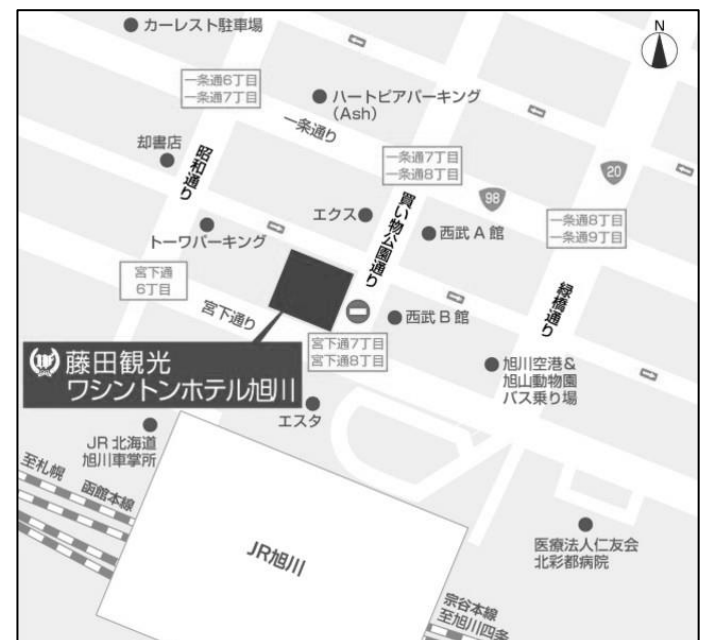 カーレスト駐車場
N
一条通6丁目
一条通7丁目
ハートピアパーキング
(Ash)
一条通り
却書店
昭和通り
一条通7丁目
一条通8丁目
20
98
エクス
買い物公園通り
西武A館
一条通8丁目
一条通9丁目
トーワパーキング
宮下通
6丁目
宮下通り
緑橋通り
西武B館
宮下通7丁目
宮下通8丁目
藤田観光
ワシントンホテル旭川
旭川空港&
旭山動物園
バス乗り場
エスタ
JR北海道
旭川車掌所
至札幌
函館本線
JR旭川
医療法人仁友会
北彩都病院
宗谷本線
至旭川四条